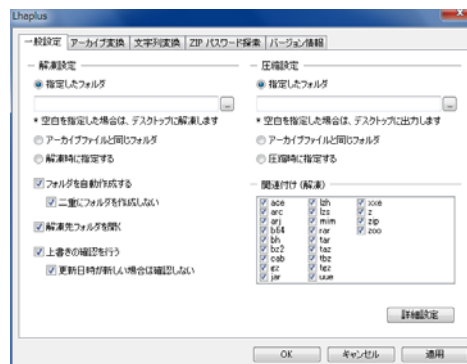 Lhaplus
一般設定 アーカイブ変換 文字列変換 ZIP パスワード探索 バージョン情報
解凍設定
指定したフォルダ
...
* 空白を指定した場合は、デスクトップに解凍します
アーカイブファイルと同じフォルダ
解凍時に指定する
フォルダを自動作成する
二重にフォルダを作成しない
解凍先フォルダを開く
上書きの確認を行う
更新日時が新しい場合は確認しない
圧縮設定
指定したフォルダ
...
* 空白を指定した場合は、デスクトップに出力します
アーカイブファイルと同じフォルダ
圧縮時に指定する
関連付け (解凍)
ace lzh xxe
arc lzs z
arj mim zip
b64 rar zoo
bh tar
bz2 taz
cab tbz
gz tgz
jar uue
詳細設定
OK キャンセル 適用